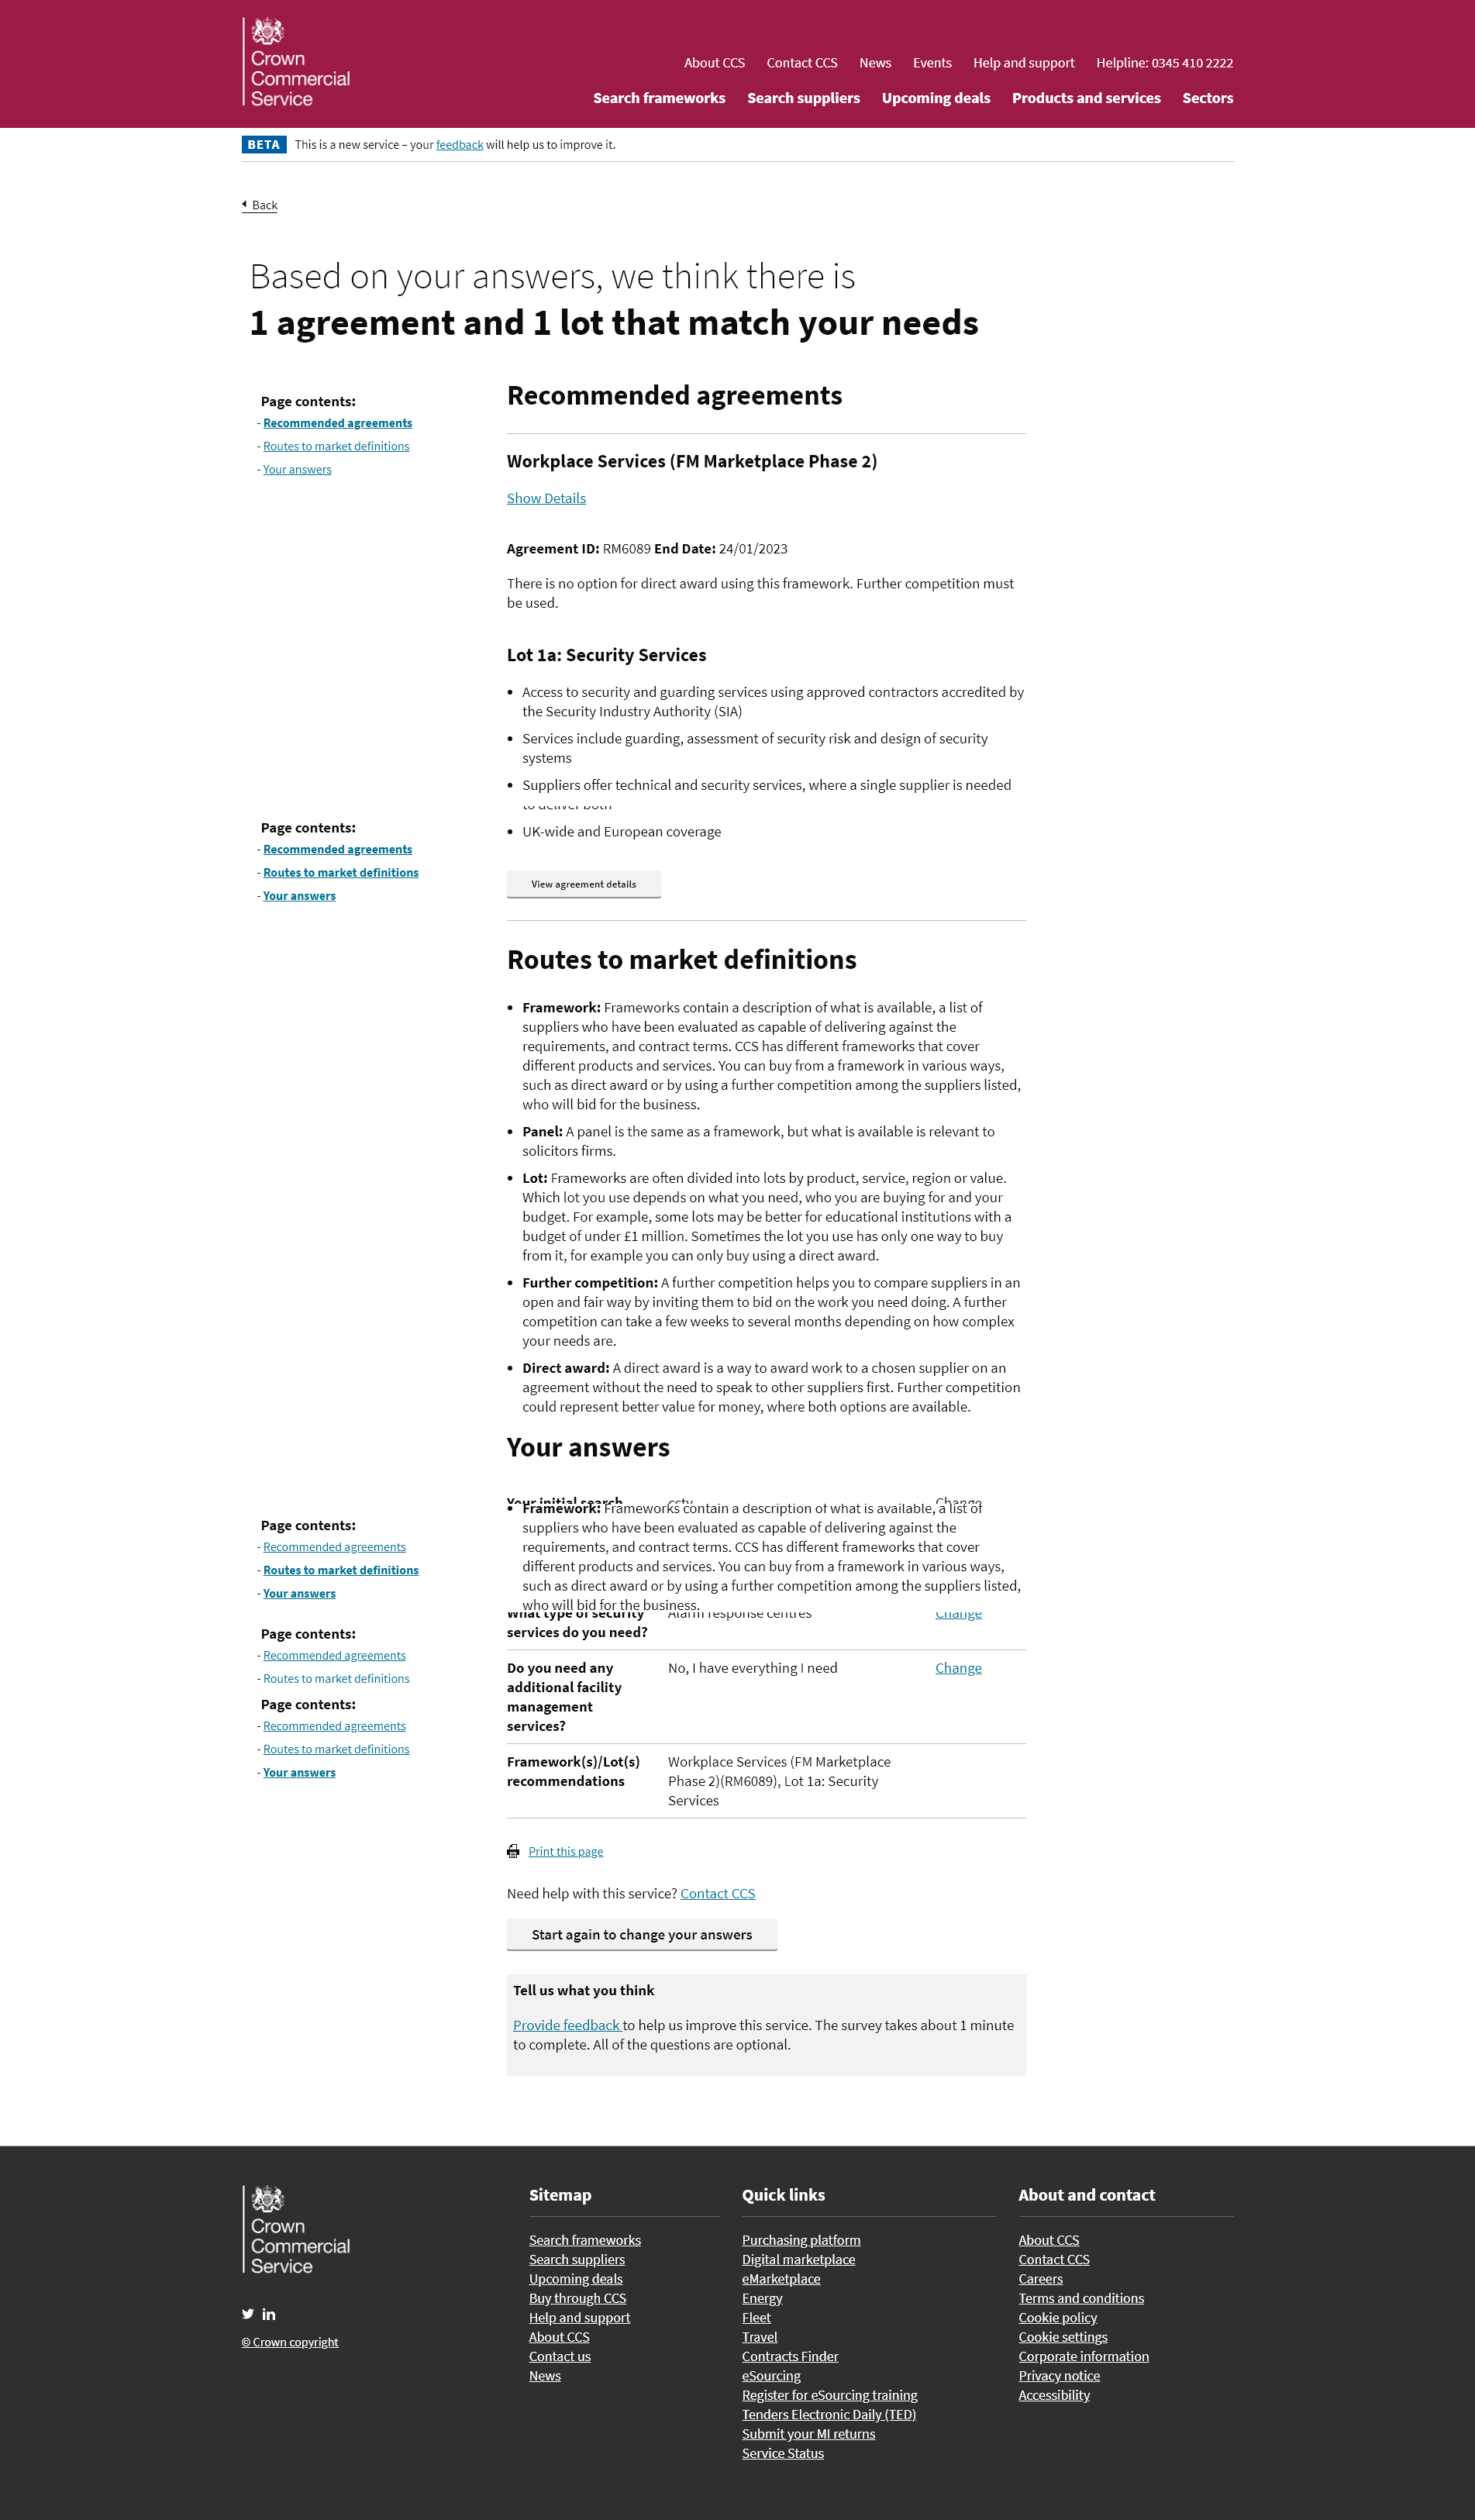 Crown
Commercial
Service
About CCS Contact CCS News Events Help and support Helpline: 0345 410 2222
Search frameworks Search suppliers Upcoming deals Products and services Sectors
BETA This is a new service – your feedback will help us to improve it.
Back
Based on your answers, we think there is
1 agreement and 1 lot that match your needs
Page contents:
- Recommended agreements
- Routes to market definitions
- Your answers
Recommended agreements
Workplace Services (FM Marketplace Phase 2)
Show Details
Agreement ID: RM6089 End Date: 24/01/2023
There is no option for direct award using this framework. Further competition must
be used.
Lot 1a: Security Services
• Access to security and guarding services using approved contractors accredited by
the Security Industry Authority (SIA)
• Services include guarding, assessment of security risk and design of security
systems
• Suppliers offer technical and security services, where a single supplier is needed
to deliver both
• UK-wide and European coverage
Page contents:
- Recommended agreements
- Routes to market definitions
- Your answers
View agreement details
Routes to market definitions
• Framework: Frameworks contain a description of what is available, a list of
suppliers who have been evaluated as capable of delivering against the
requirements, and contract terms. CCS has different frameworks that cover
different products and services. You can buy from a framework in various ways,
such as direct award or by using a further competition among the suppliers listed,
who will bid for the business.
• Panel: A panel is the same as a framework, but what is available is relevant to
solicitors firms.
• Lot: Frameworks are often divided into lots by product, service, region or value.
Which lot you use depends on what you need, who you are buying for and your
budget. For example, some lots may be better for educational institutions with a
budget of under £1 million. Sometimes the lot you use has only one way to buy
from it, for example you can only buy using a direct award.
• Further competition: A further competition helps you to compare suppliers in an
open and fair way by inviting them to bid on the work you need doing. A further
competition can take a few weeks to several months depending on how complex
your needs are.
• Direct award: A direct award is a way to award work to a chosen supplier on an
agreement without the need to speak to other suppliers first. Further competition
could represent better value for money, where both options are available.
Your answers
Your initial search cctv Change
• Framework: Frameworks contain a description of what is available, a list of
suppliers who have been evaluated as capable of delivering against the
requirements, and contract terms. CCS has different frameworks that cover
different products and services. You can buy from a framework in various ways,
such as direct award or by using a further competition among the suppliers listed,
who will bid for the business.
Page contents:
- Recommended agreements
- Routes to market definitions
- Your answers
What type of security Alarm response centres Change
services do you need?
Page contents:
- Recommended agreements
- Routes to market definitions
Page contents:
- Recommended agreements
- Routes to market definitions
- Your answers
Do you need any No, I have everything I need Change
additional facility
management
services?
Framework(s)/Lot(s) Workplace Services (FM Marketplace
recommendations Phase 2)(RM6089), Lot 1a: Security
Services
Print this page
Need help with this service? Contact CCS
Start again to change your answers
Tell us what you think
Provide feedback to help us improve this service. The survey takes about 1 minute
to complete. All of the questions are optional.
Crown
Commercial
Service
© Crown copyright
Sitemap
Search frameworks
Search suppliers
Upcoming deals
Buy through CCS
Help and support
About CCS
Contact us
News
Quick links
Purchasing platform
Digital marketplace
eMarketplace
Energy
Fleet
Travel
Contracts Finder
eSourcing
Register for eSourcing training
Tenders Electronic Daily (TED)
Submit your MI returns
Service Status
About and contact
About CCS
Contact CCS
Careers
Terms and conditions
Cookie policy
Cookie settings
Corporate information
Privacy notice
Accessibility